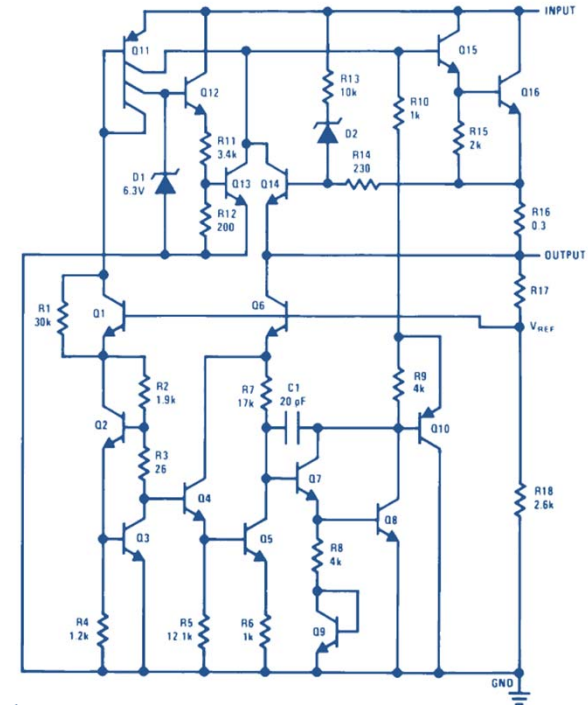 INPUT
Q11
Q15
Q12
R13
10k
Q16
R10
1k
R11
3.4k
D2
R15
2k
R14
230
D1
6.3V
Q13
Q14
R12
200
R16
0.3
OUTPUT
R17
R1
30k
Q1
Q6
VREF
R2
1.9k
R7
17k
C1
20 pF
R9
4k
Q10
Q2
R3
26
Q4
Q7
R18
2.6k
Q3
Q5
Q8
R8
4k
R4
1.2k
R5
12.1k
R6
1k
Q9
GND